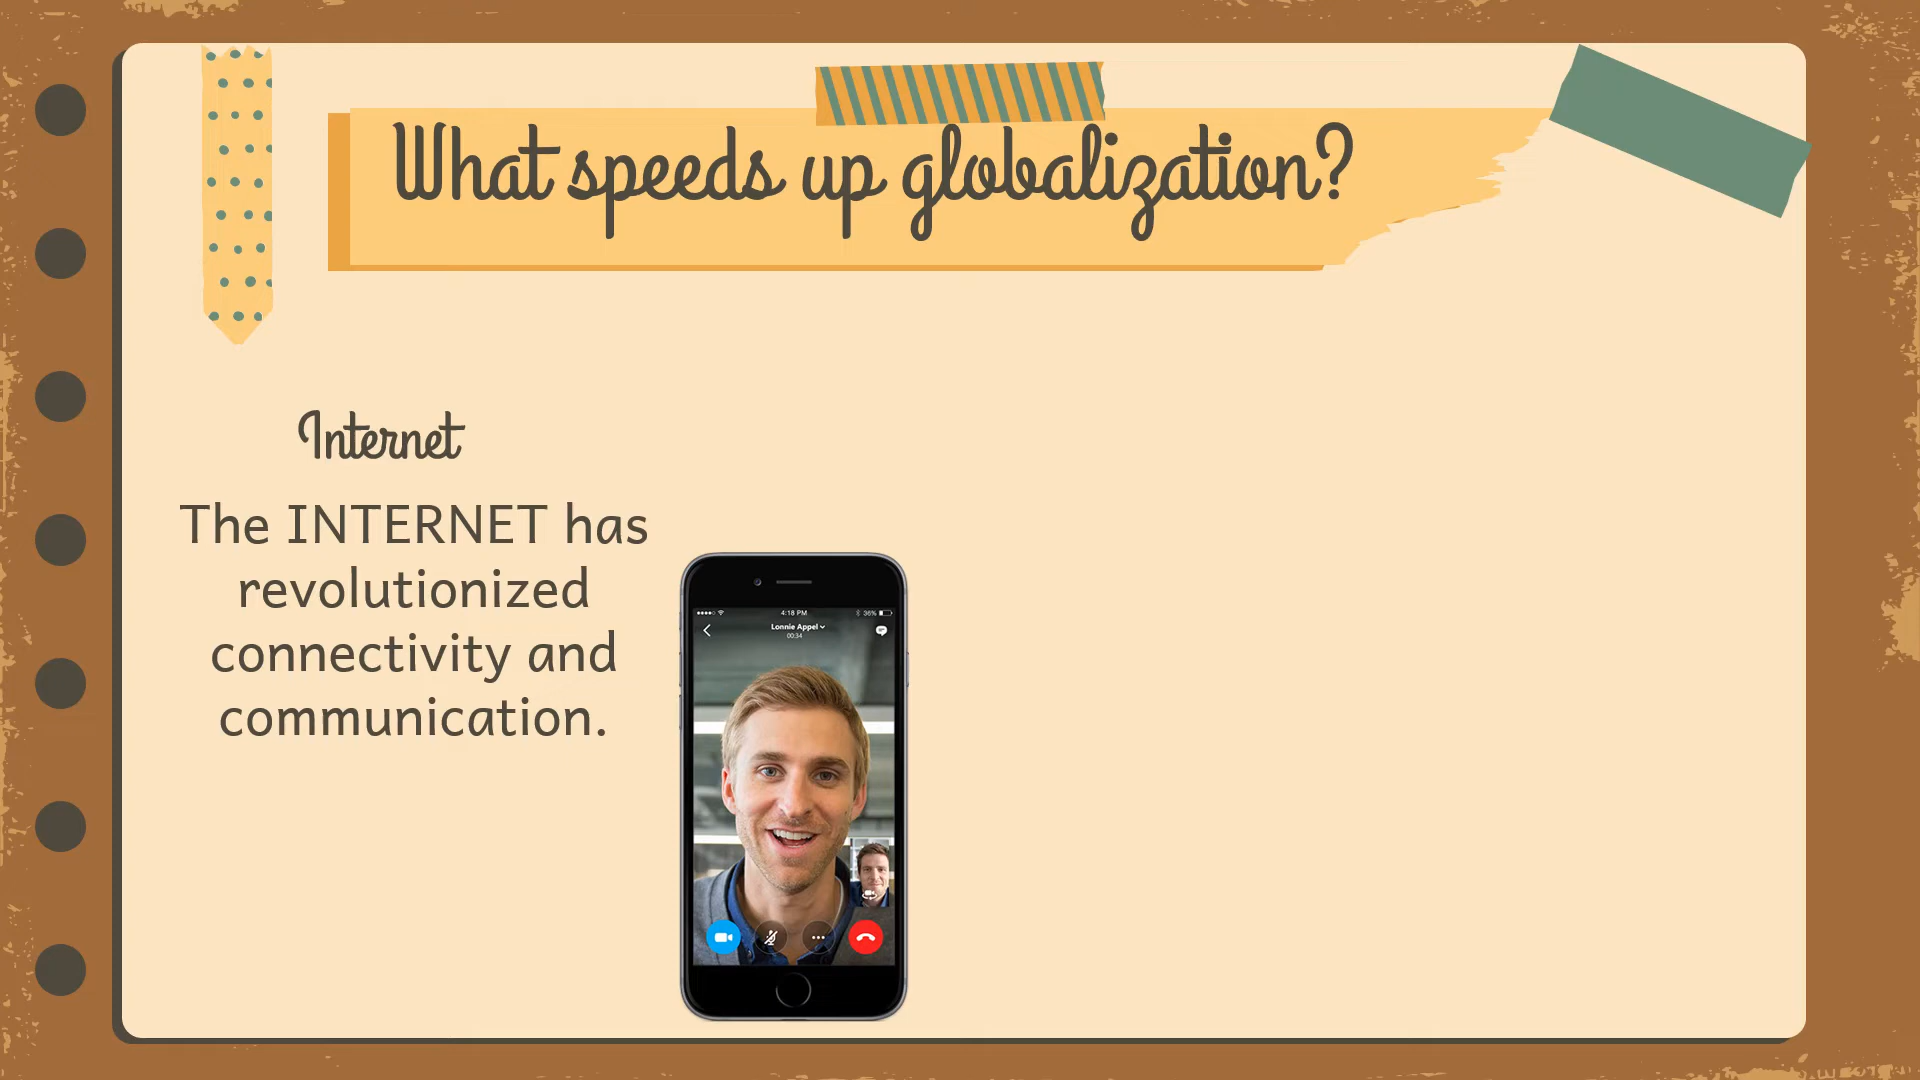 What speeds up globalization?
Internet
The INTERNET has
revolutionized
connectivity and
communication.
4:18 PM
36%
Lonnie Appel
00:34